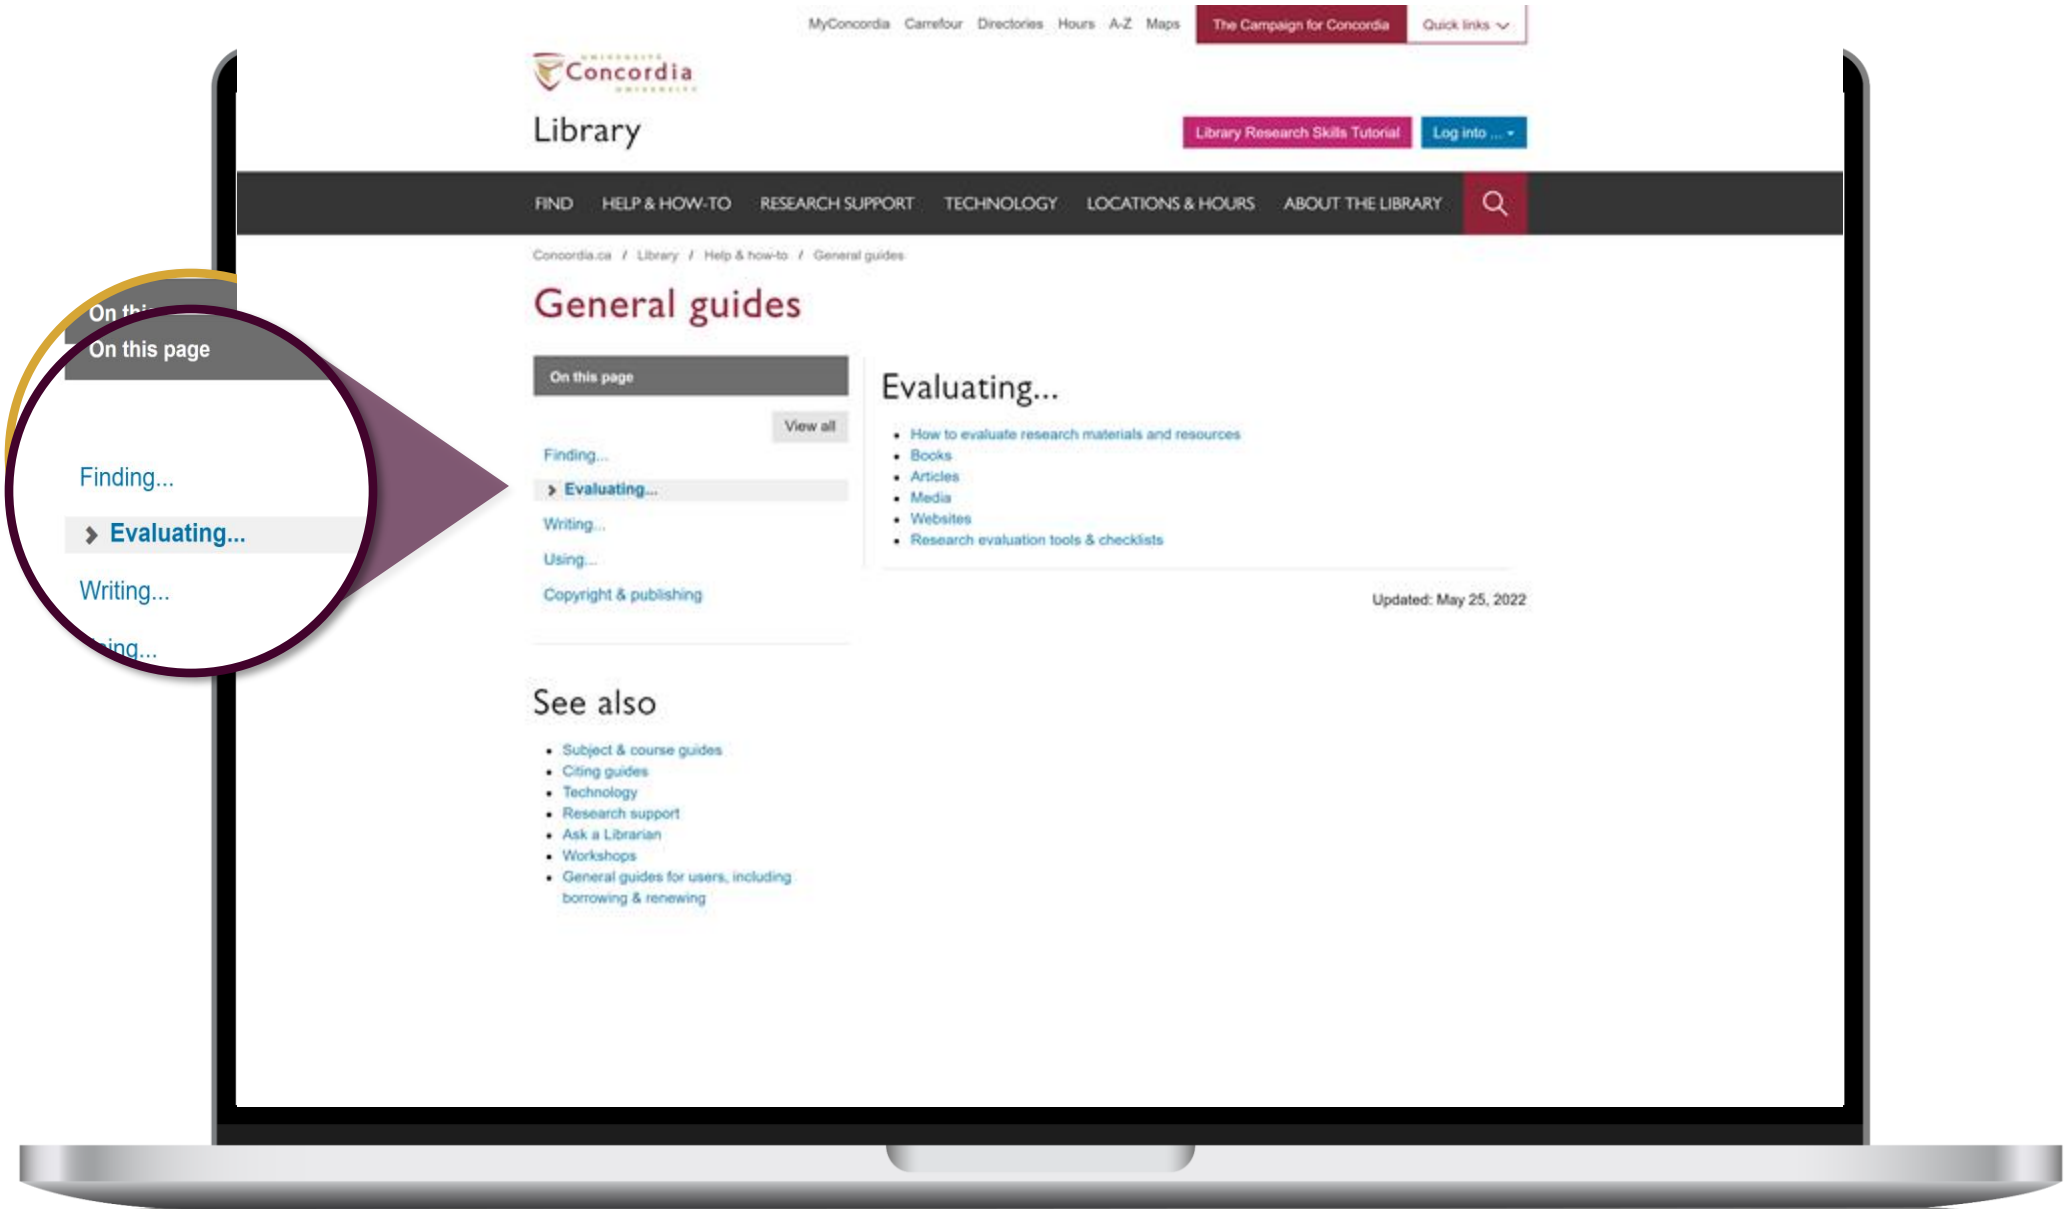 MyConcordia Carrefour Directories Hours A-Z Maps The Campaign for Concordia Quick links
UNIVERSITÉ
Concordia
UNIVERSITY
Library
Library Research Skills Tutorial Log into ...
FIND HELP & HOW-TO RESEARCH SUPPORT TECHNOLOGY LOCATIONS & HOURS ABOUT THE LIBRARY
Concordia.ca / Library / Help & how-to / General guides
General guides
On this page
View all
Finding...
Evaluating...
Writing...
Using...
Copyright & publishing
Evaluating...
How to evaluate research materials and resources
Books
Articles
Media
Websites
Research evaluation tools & checklists
Updated: May 25, 2022
See also
Subject & course guides
Citing guides
Technology
Research support
Ask a Librarian
Workshops
General guides for users, including
borrowing & renewing
On
On this page
Finding...
Evaluating...
Writing...